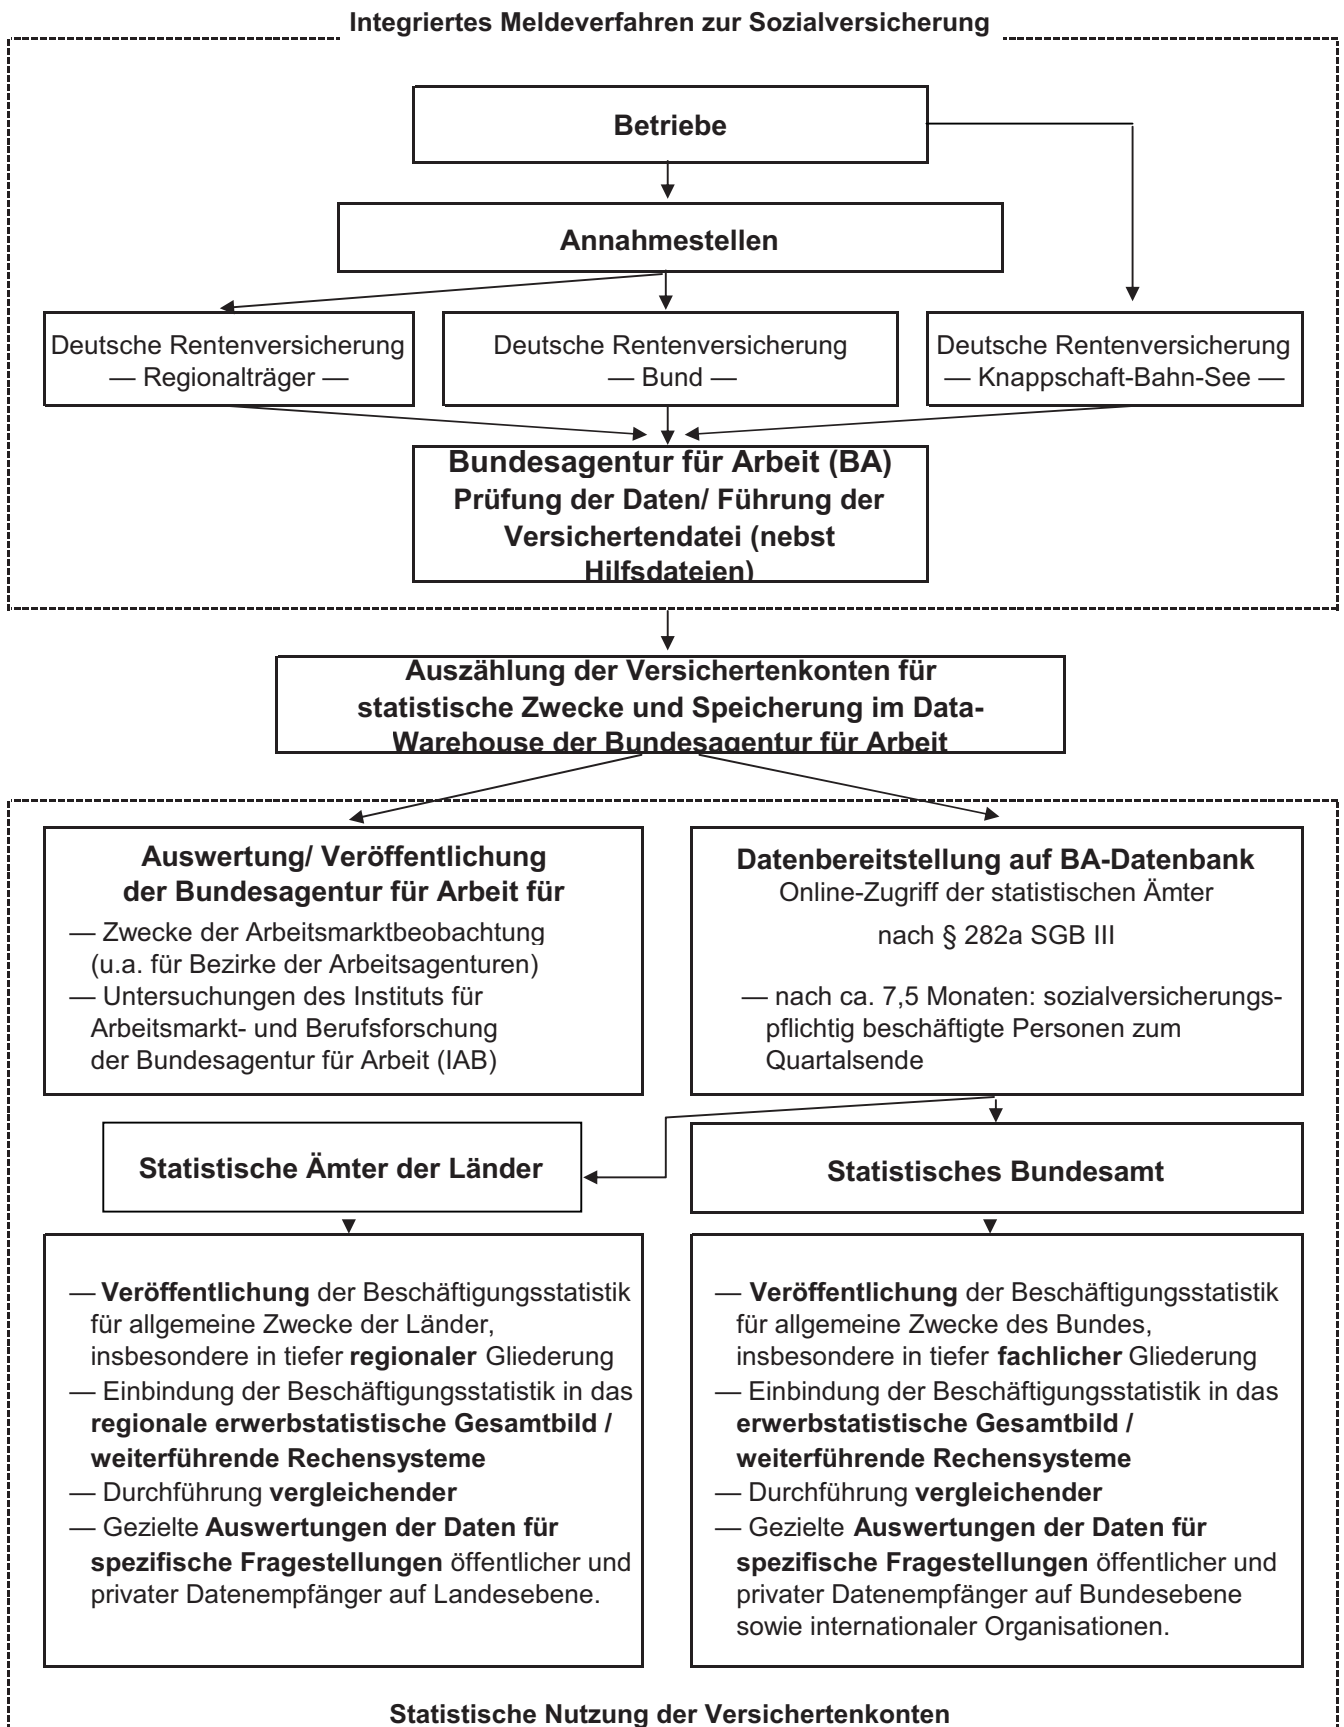 Integriertes Meldeverfahren zur Sozialversicherung
Betriebe
Annahmestellen
Deutsche Rentenversicherung
— Regionalträger —
Deutsche Rentenversicherung
— Bund —
Deutsche Rentenversicherung
— Knappschaft-Bahn-See —
Bundesagentur für Arbeit (BA)
Prüfung der Daten/ Führung der
Versichertendatei (nebst
Hilfsdateien)
Auszählung der Versichertenkonten für
statistische Zwecke und Speicherung im Data-
Warehouse der Bundesagentur für Arbeit
Auswertung/ Veröffentlichung
der Bundesagentur für Arbeit für
— Zwecke der Arbeitsmarktbeobachtung
(u.a. für Bezirke der Arbeitsagenturen)
— Untersuchungen des Instituts für
Arbeitsmarkt- und Berufsforschung
der Bundesagentur für Arbeit (IAB)
Datenbereitstellung auf BA-Datenbank
Online-Zugriff der statistischen Ämter
nach § 282a SGB III
— nach ca. 7,5 Monaten: sozialversicherungs-
pflichtig beschäftigte Personen zum
Quartalsende
Statistische Ämter der Länder
Statistisches Bundesamt
— Veröffentlichung der Beschäftigungsstatistik
für allgemeine Zwecke der Länder,
insbesondere in tiefer regionaler Gliederung
— Einbindung der Beschäftigungsstatistik in das
regionale erwerbstatistische Gesamtbild /
weiterführende Rechensysteme
— Durchführung vergleichender
— Gezielte Auswertungen der Daten für
spezifische Fragestellungen öffentlicher und
privater Datenempfänger auf Landesebene.
— Veröffentlichung der Beschäftigungsstatistik
für allgemeine Zwecke des Bundes,
insbesondere in tiefer fachlicher Gliederung
— Einbindung der Beschäftigungsstatistik in das
erwerbstatistische Gesamtbild /
weiterführende Rechensysteme
— Durchführung vergleichender
— Gezielte Auswertungen der Daten für
spezifische Fragestellungen öffentlicher und
privater Datenempfänger auf Bundesebene
sowie internationaler Organisationen.
Statistische Nutzung der Versichertenkonten